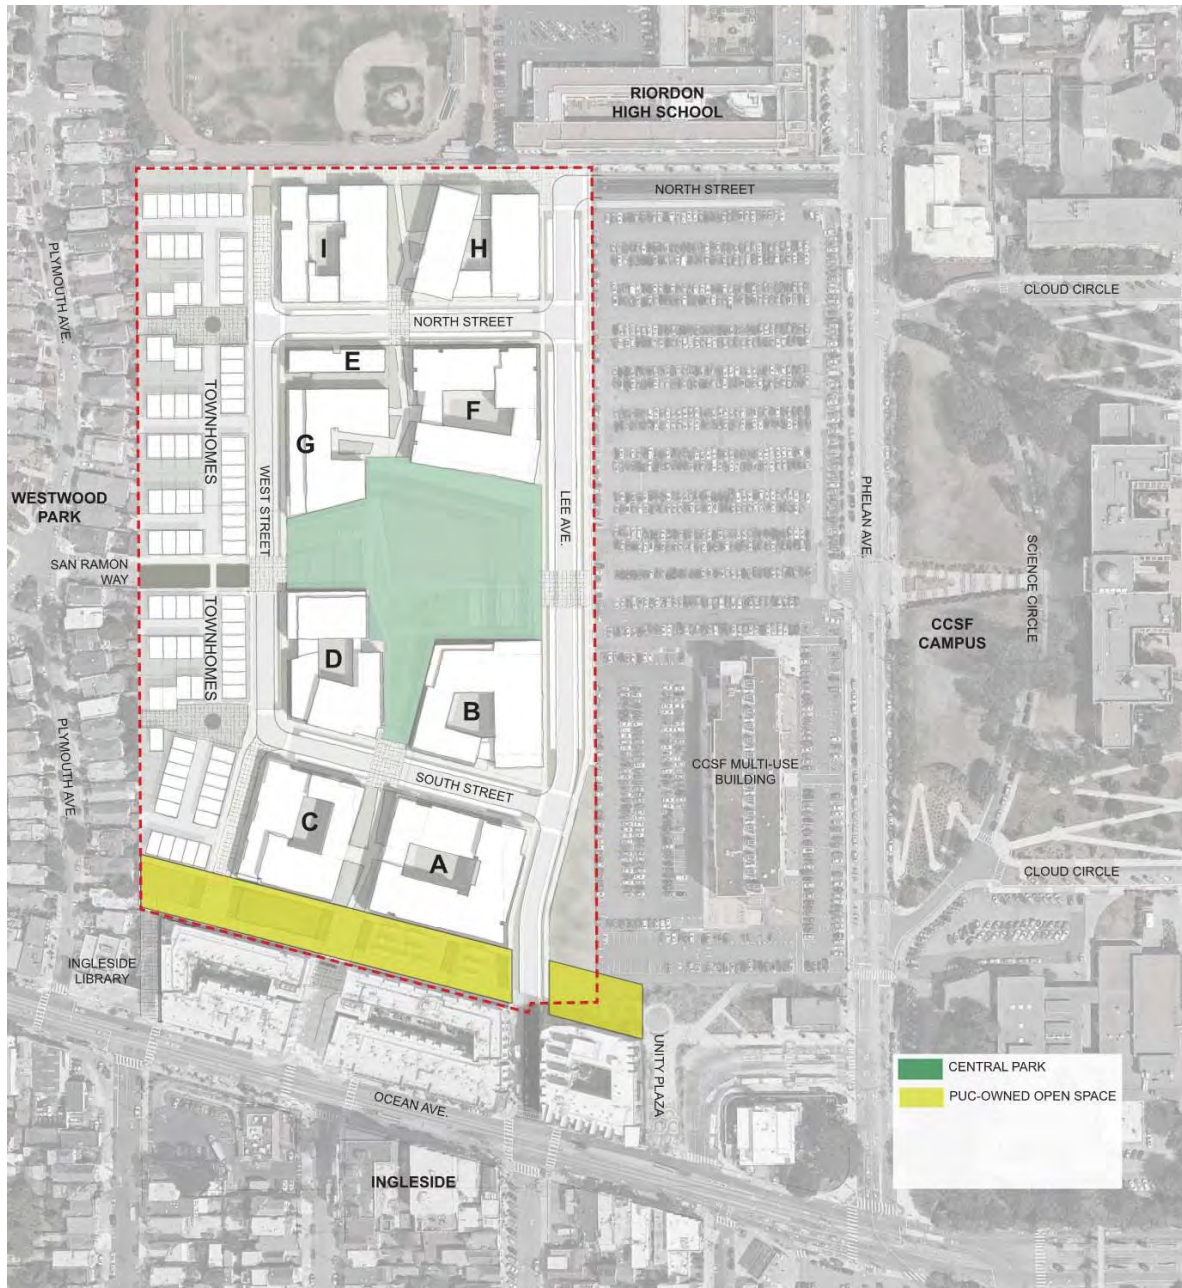 RIORDON
HIGH SCHOOL
NORTH STREET
I
H
PLYMOUTH AVE.
CLOUD CIRCLE
NORTH STREET
E
F
TOWNHOMES
G
WEST STREET
LEE AVE.
PHELAN AVE.
WESTWOOD
PARK
SAN RAMON
WAY
SCIENCE CIRCLE
CCSF
CAMPUS
TOWNHOMES
D
B
PLYMOUTH AVE.
CCSF MULTI-USE
BUILDING
SOUTH STREET
C
A
CLOUD CIRCLE
INGLESIDE
LIBRARY
UNITY PLAZA
CENTRAL PARK
PUC-OWNED OPEN SPACE
OCEAN AVE.
INGLESIDE